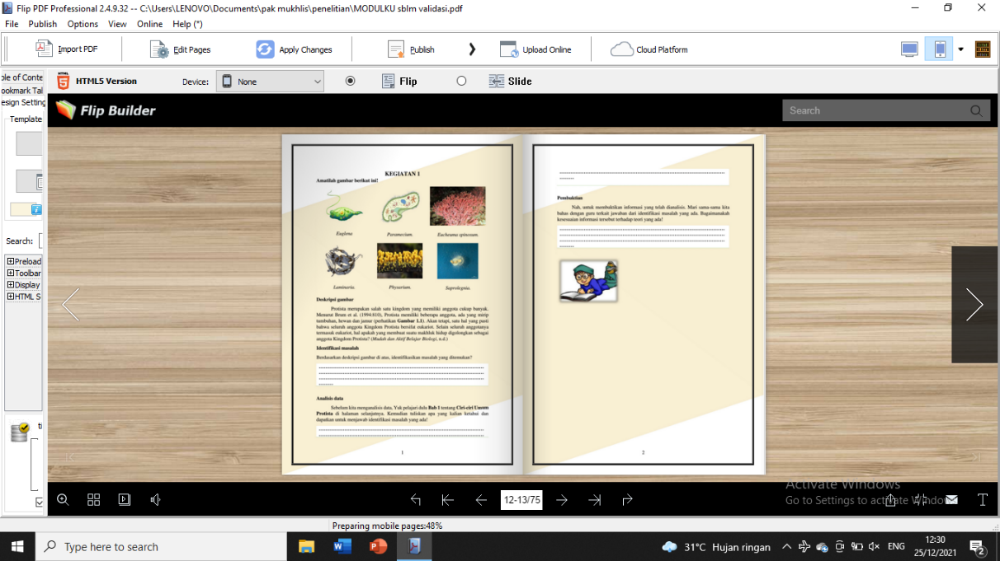 Flip PDF Professional 2.4.9.32 -- C:\Users\LENOVO\Documents\pak mukhlis\penelitian\MODULKU sblm validasi.pdf
File Publish Options View Online Help (*)
Import PDF Edit Pages Apply Changes Publish Upload Online Cloud Platform
ole of Conte
ookmark Tal
esign Setting
Template
HTML5 Version Device: None Flip Slide
Flip Builder Search
Search:
Preload
Toolbar
Display
HTML S
ti
KEGIATAN 1
Amatilah gambar berikut ini!
Euglena Paramecium. Eucheuma spinosum.
Laminaria. Physarium. Saprolegnia.
Deskripsi gambar
Protista merupakan salah satu kingdom yang memiliki anggota cukup banyak.
Menurut Brum et al. (1994:810), Protista memiliki beberapa anggota, ada yang mirip
tumbuhan, hewan dan jamur (perhatikan Gambar 1.1). Akan tetapi, satu hal yang pasti
bahwa seluruh anggota Kingdom Protista bersifat eukariot. Selain seluruh anggotanya
termasuk eukariot, hal apakah yang membuat suatu makhluk hidup digolongkan sebagai
anggota Kingdom Protista? (Mudah dan Aktif Belajar Biologi, n.d.)
Identifikasi masalah
Berdasarkan deskripsi gambar di atas, identifikasikan masalah yang ditemukan?
Analisis data
Sebelum kita menganalisis data, Yuk pelajari dulu Bab 1 tentang Ciri-ciri Umum
Protista di halaman selanjutnya. Kemudian tuliskan apa yang kalian ketahui dan
dapatkan untuk menjawab identifikasi masalah yang ada!
1
Pembuktian
Nah, untuk membuktikan informasi yang telah dianalisis. Mari sama-sama kita
bahas dengan guru terkait jawaban dari identifikasi masalah yang ada. Bagaimanakah
kesesuaian informasi tersebut terhadap teori yang ada!
2
12-13/75
Activate Windows
Go to Settings to activate Windows
T
Preparing mobile pages:48%
Type here to search
31°C Hujan ringan ENG
12:30
25/12/2021
2